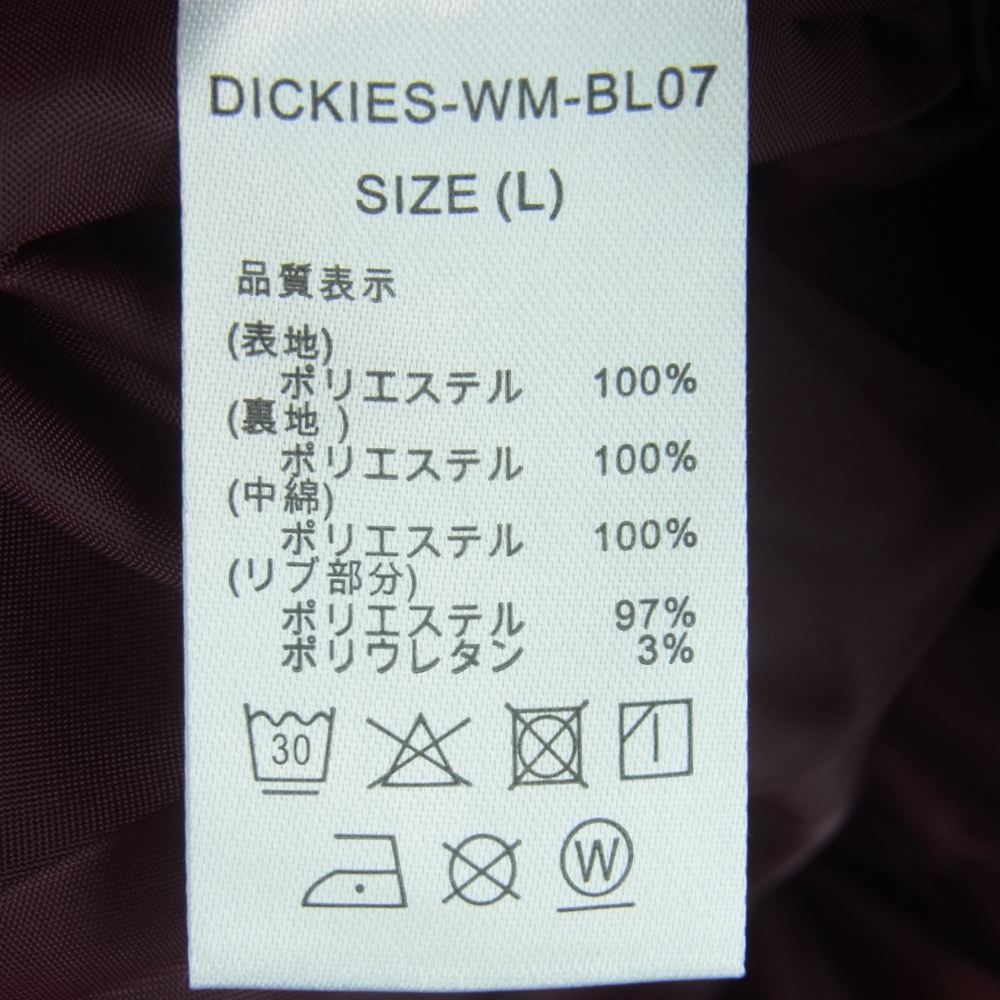 DICKIES-WM-BL07
SIZE (L)
品質表示
(表地)
ポリエステル 100%
(裏地 )
ポリエステル 100%
(中綿)
ポリエステル 100%
(リブ部分)
ポリエステル 97%
ポリウレタン 3%
30
W